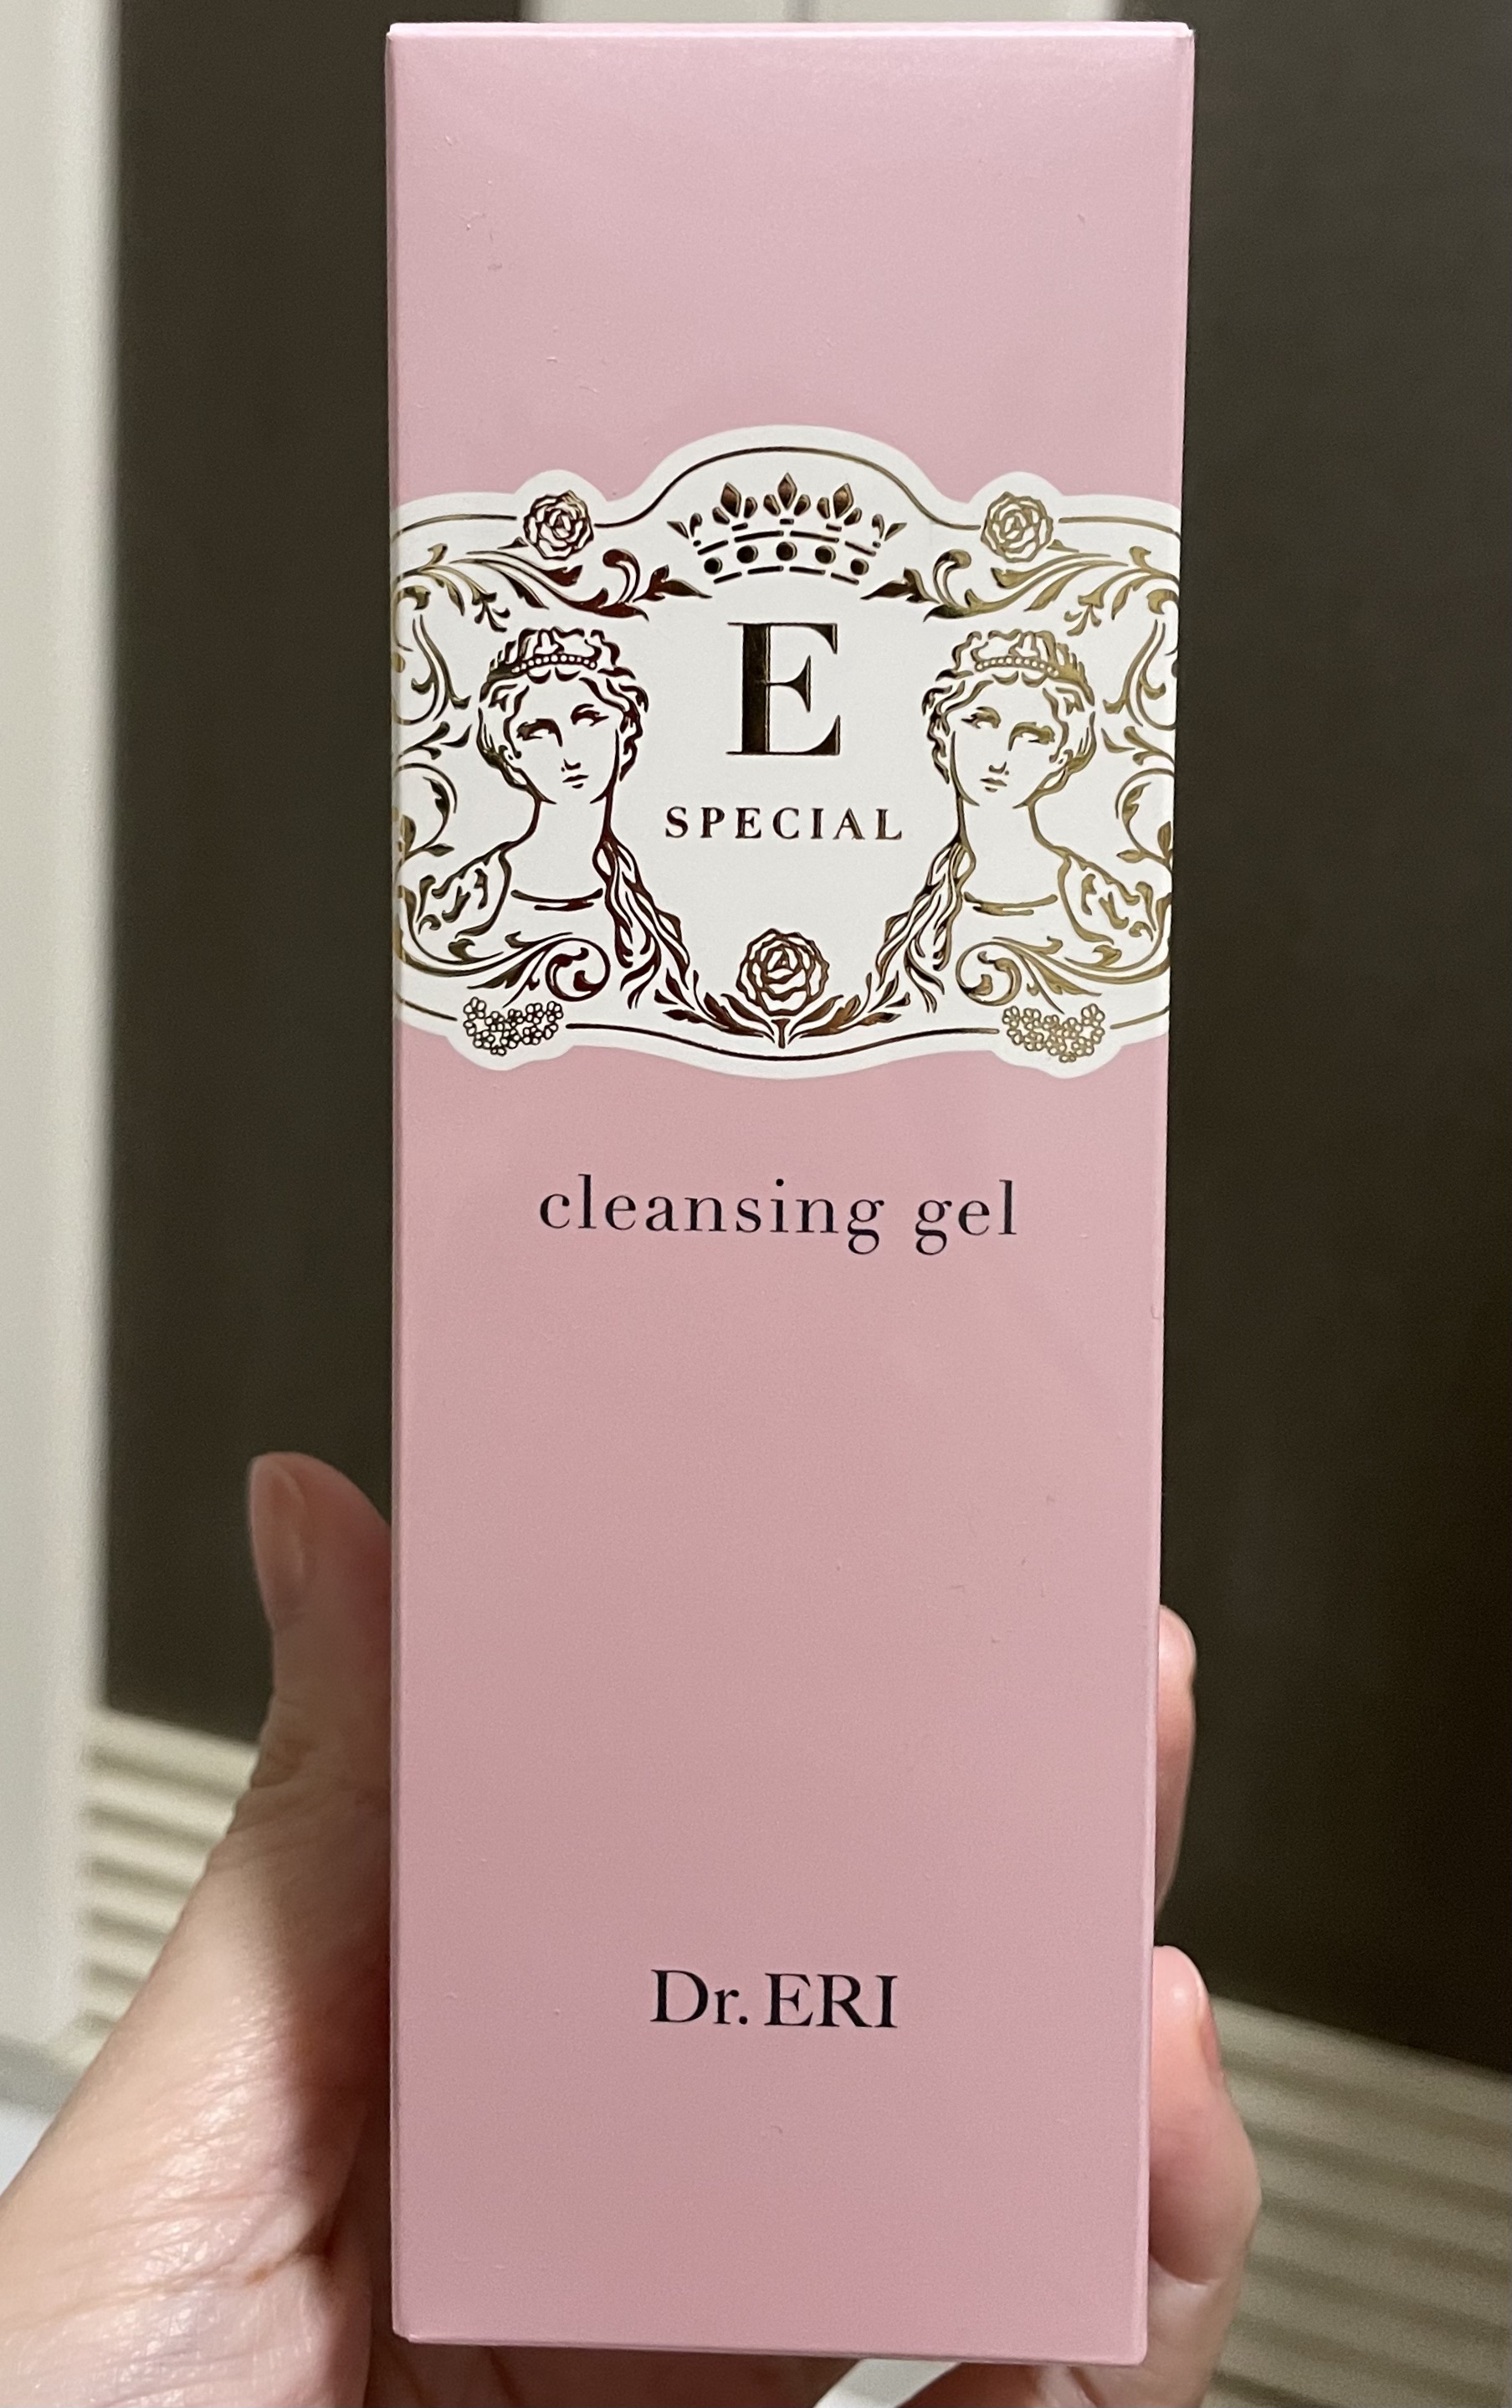 E
SPECIAL
cleansing gel
Dr. ERI